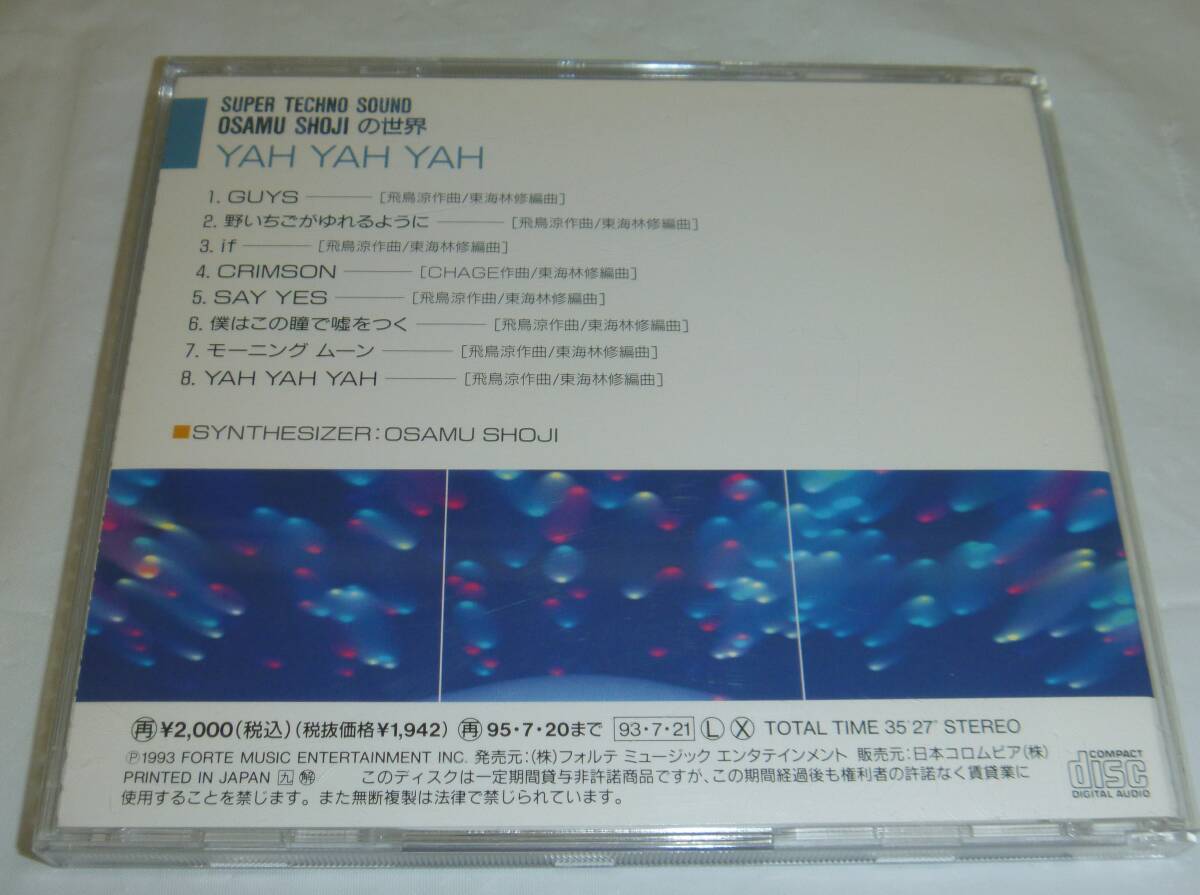 SUPER TECHNO SOUND
OSAMU SHOJI の世界
YAH YAH YAH
1. GUYS ──── [飛鳥涼作曲/東海林修編曲]
2. 野いちごがゆれるように ──── [飛鳥涼作曲/東海林修編曲]
3. if ──── [飛鳥涼作曲/東海林修編曲]
4. CRIMSON ──── [CHAGE作曲/東海林修編曲]
5. SAY YES ──── [飛鳥涼作曲/東海林修編曲]
6. 僕はこの瞳で嘘をつく ──── [飛鳥涼作曲/東海林修編曲]
7. モーニング ムーン ──── [飛鳥涼作曲/東海林修編曲]
8. YAH YAH YAH ──── [飛鳥涼作曲/東海林修編曲]
■SYNTHESIZER:OSAMU SHOJI
再 ¥2,000(税込)(税抜価格¥1,942) 再 95・7・20まで 93・7・21 Ⓛ Ⓧ TOTAL TIME 35′27″ STEREO
Ⓟ1993 FORTE MUSIC ENTERTAINMENT INC. 発売元:(株)フォルテ ミュージック エンタテインメント 販売元:日本コロムビア(株)
PRINTED IN JAPAN 九 解 このディスクは一定期間貸与非許諾商品ですが、この期間経過後も権利者の許諾なく賃貸業に
使用することを禁じます。また無断複製は法律で禁じられています。
COMPACT
disc
DIGITAL AUDIO